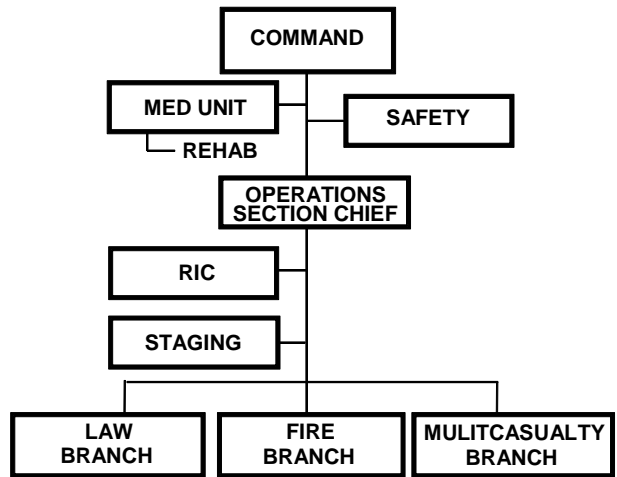 COMMAND
MED UNIT
SAFETY
REHAB
OPERATIONS
SECTION CHIEF
RIC
STAGING
LAW
BRANCH
FIRE
BRANCH
MULITCASUALTY
BRANCH